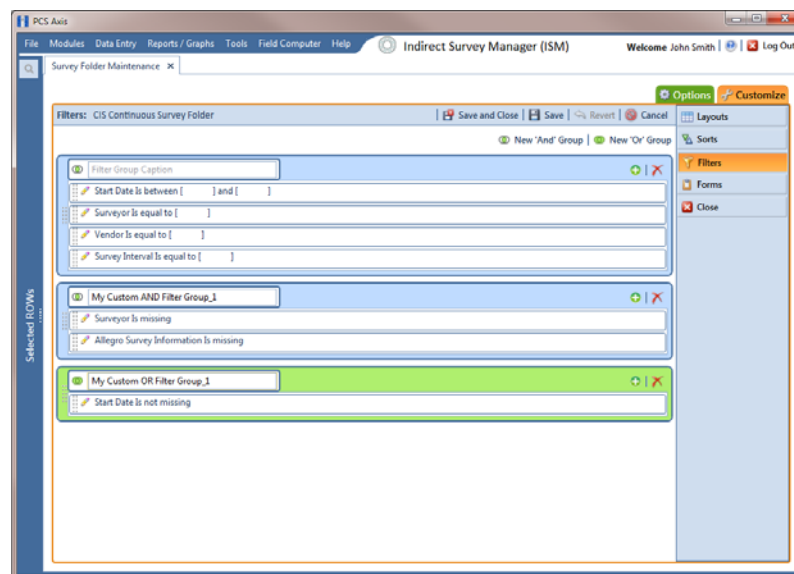 PCS Axis
File Modules Data Entry Reports / Graphs Tools Field Computer Help Indirect Survey Manager (ISM) Welcome John Smith | | Log Out
Survey Folder Maintenance
Options Customize
Filters: CIS Continuous Survey Folder | Save and Close | Save | Revert | Cancel
Layouts
New 'And' Group | New 'Or' Group
Sorts
Filters
Forms
Close
Filter Group Caption
Start Date Is between [ ] and [ ]
Surveyor Is equal to [ ]
Vendor Is equal to [ ]
Survey Interval Is equal to [ ]
My Custom AND Filter Group_1
Surveyor Is missing
Allegro Survey Information Is missing
My Custom OR Filter Group_1
Start Date Is not missing
Selected ROWs